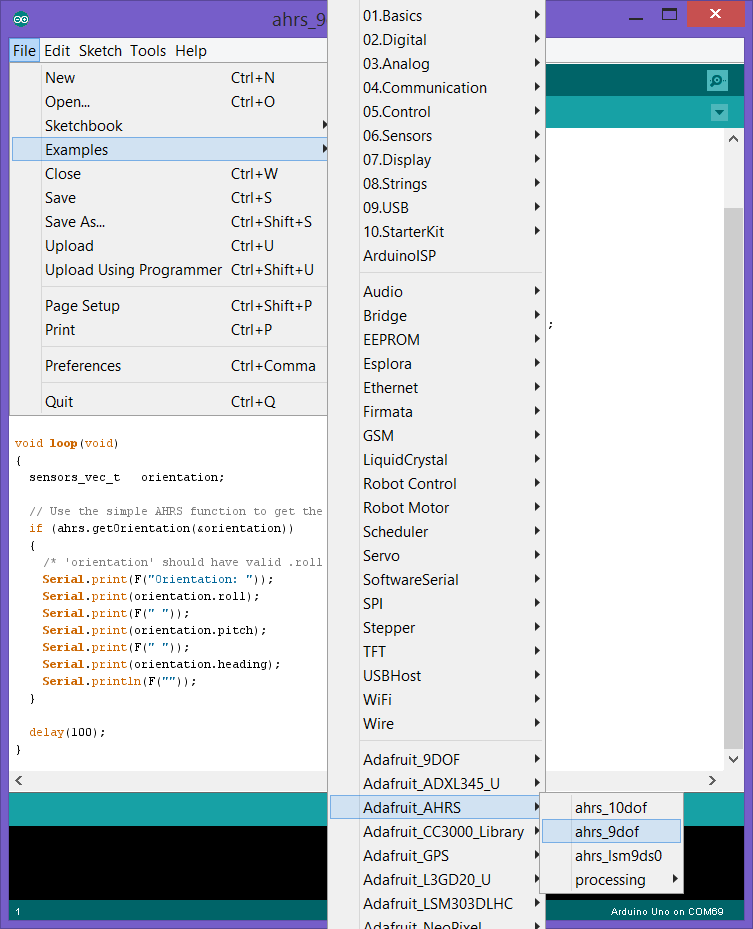 ahrs_9
File Edit Sketch Tools Help
New Ctrl+N
Open... Ctrl+O
Sketchbook
Examples
Close Ctrl+W
Save Ctrl+S
Save As... Ctrl+Shift+S
Upload Ctrl+U
Upload Using Programmer Ctrl+Shift+U
Page Setup Ctrl+Shift+P
Print Ctrl+P
Preferences Ctrl+Comma
Quit Ctrl+Q
01.Basics
02.Digital
03.Analog
04.Communication
05.Control
06.Sensors
07.Display
08.Strings
09.USB
10.StarterKit
ArduinoISP
Audio
Bridge
EEPROM
Esplora
Ethernet
Firmata
GSM
LiquidCrystal
Robot Control
Robot Motor
Scheduler
Servo
SoftwareSerial
SPI
Stepper
TFT
USBHost
WiFi
Wire
Adafruit_9DOF
Adafruit_ADXL345_U
Adafruit_AHRS
Adafruit_CC3000_Library
Adafruit_GPS
Adafruit_L3GD20_U
Adafruit_LSM303DLHC
Adafruit_NeoPixel
ahrs_10dof
ahrs_9dof
ahrs_lsm9ds0
processing
;
void loop(void)
{
sensors_vec_t orientation;
// Use the simple AHRS function to get the
if (ahrs.getOrientation(&orientation))
{
/* 'orientation' should have valid .roll
Serial.print(F("Orientation: "));
Serial.print(orientation.roll);
Serial.print(F(" "));
Serial.print(orientation.pitch);
Serial.print(F(" "));
Serial.print(orientation.heading);
Serial.println(F(""));
}
delay(100);
}
1
Arduino Uno on COM69